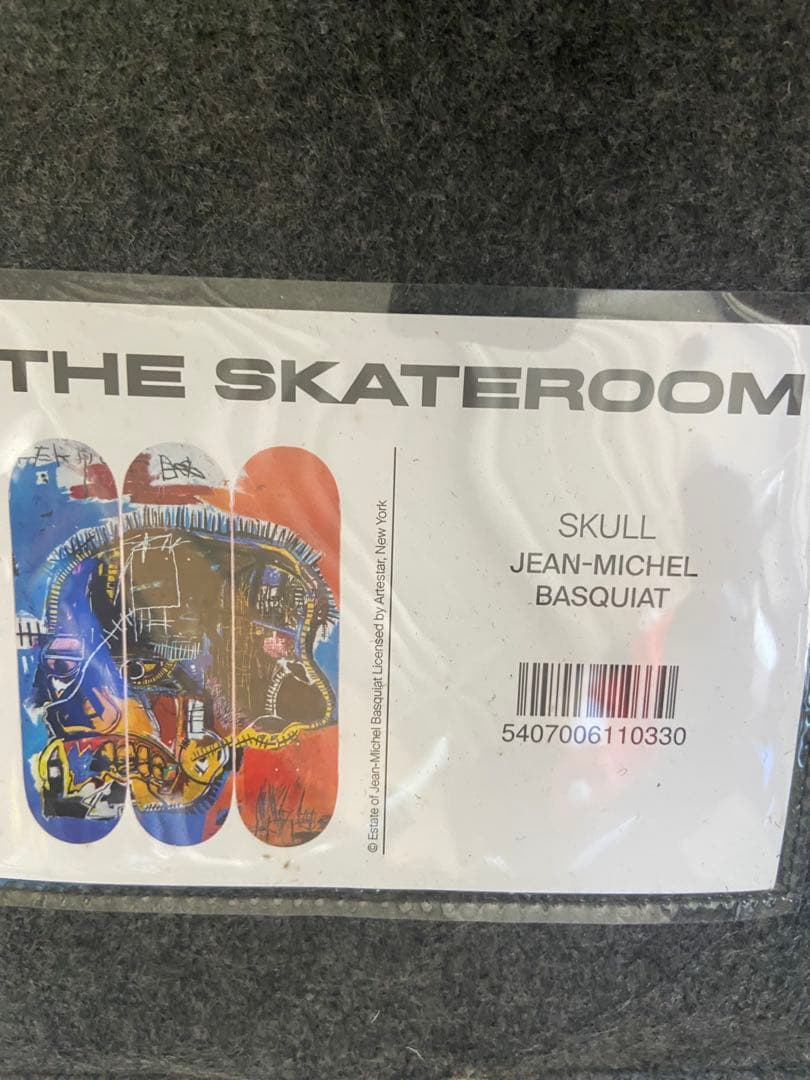 THE SKATEROOM
© Estate of Jean-Michel Basquiat Licensed by Artestar, New York
SKULL
JEAN-MICHEL
BASQUIAT
5407006110330